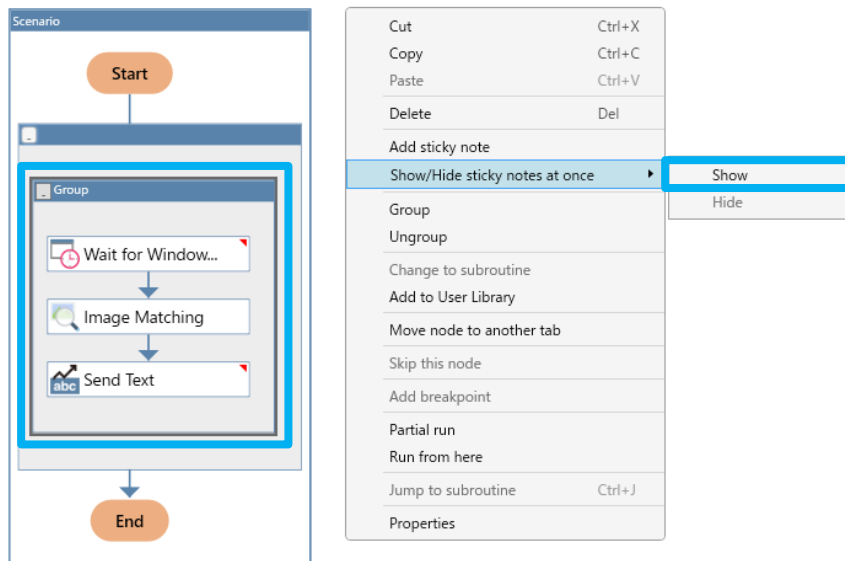 Scenario
Start
Group
Wait for Window...
Image Matching
abc Send Text
End
Cut Ctrl+X
Copy Ctrl+C
Paste Ctrl+V
Delete Del
Add sticky note
Show/Hide sticky notes at once
Show
Hide
Group
Ungroup
Change to subroutine
Add to User Library
Move node to another tab
Skip this node
Add breakpoint
Partial run
Run from here
Jump to subroutine Ctrl+J
Properties